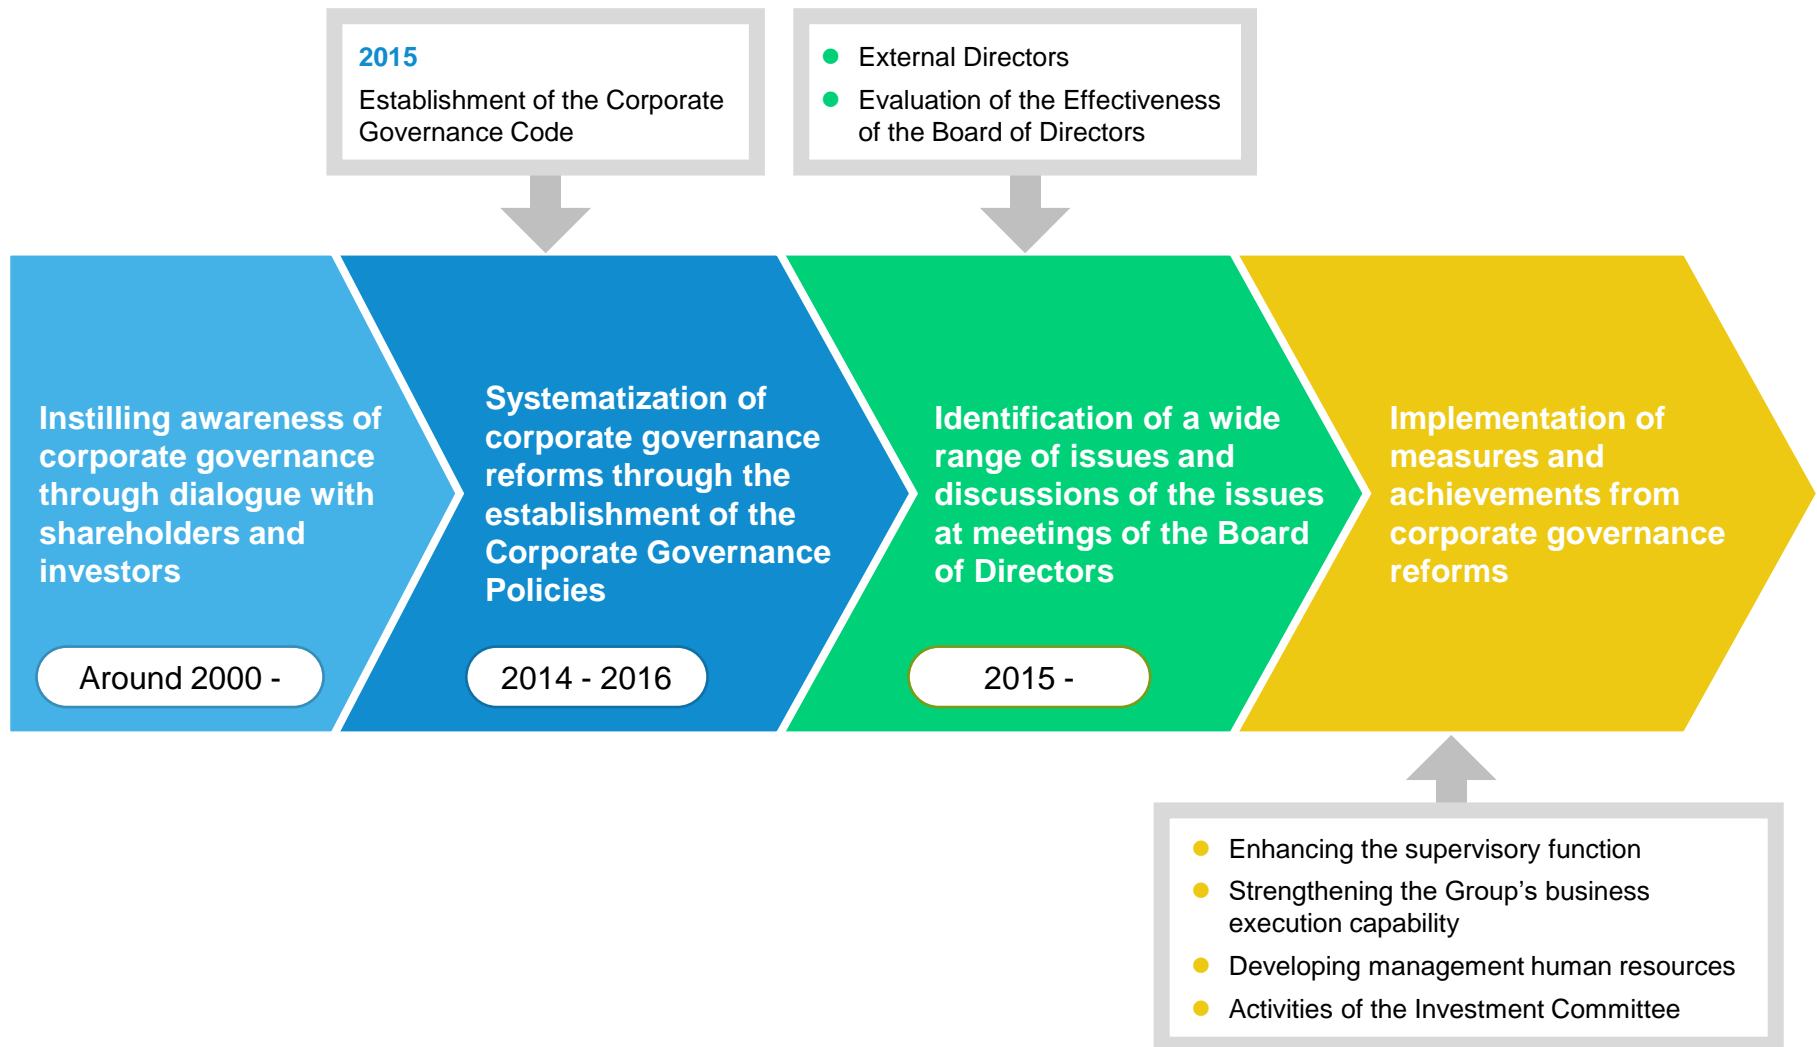 2015
Establishment of the Corporate
Governance Code
External Directors
Evaluation of the Effectiveness
of the Board of Directors
Instilling awareness of
corporate governance
through dialogue with
shareholders and
investors
Around 2000 -
Systematization of
corporate governance
reforms through the
establishment of the
Corporate Governance
Policies
2014 - 2016
Identification of a wide
range of issues and
discussions of the issues
at meetings of the Board
of Directors
2015 -
Implementation of
measures and
achievements from
corporate governance
reforms
Enhancing the supervisory function
Strengthening the Group’s business
execution capability
Developing management human resources
Activities of the Investment Committee